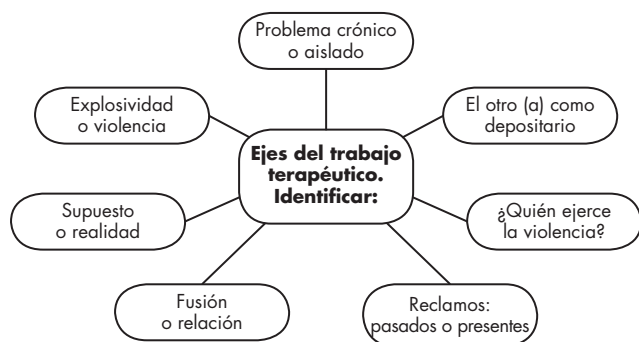 Problema crónico
o aislado
Explosividad
o violencia
El otro (a) como
depositario
Ejes del trabajo
terapéutico.
Identificar:
Supuesto
o realidad
¿Quién ejerce
la violencia?
Fusión
o relación
Reclamos:
pasados o presentes